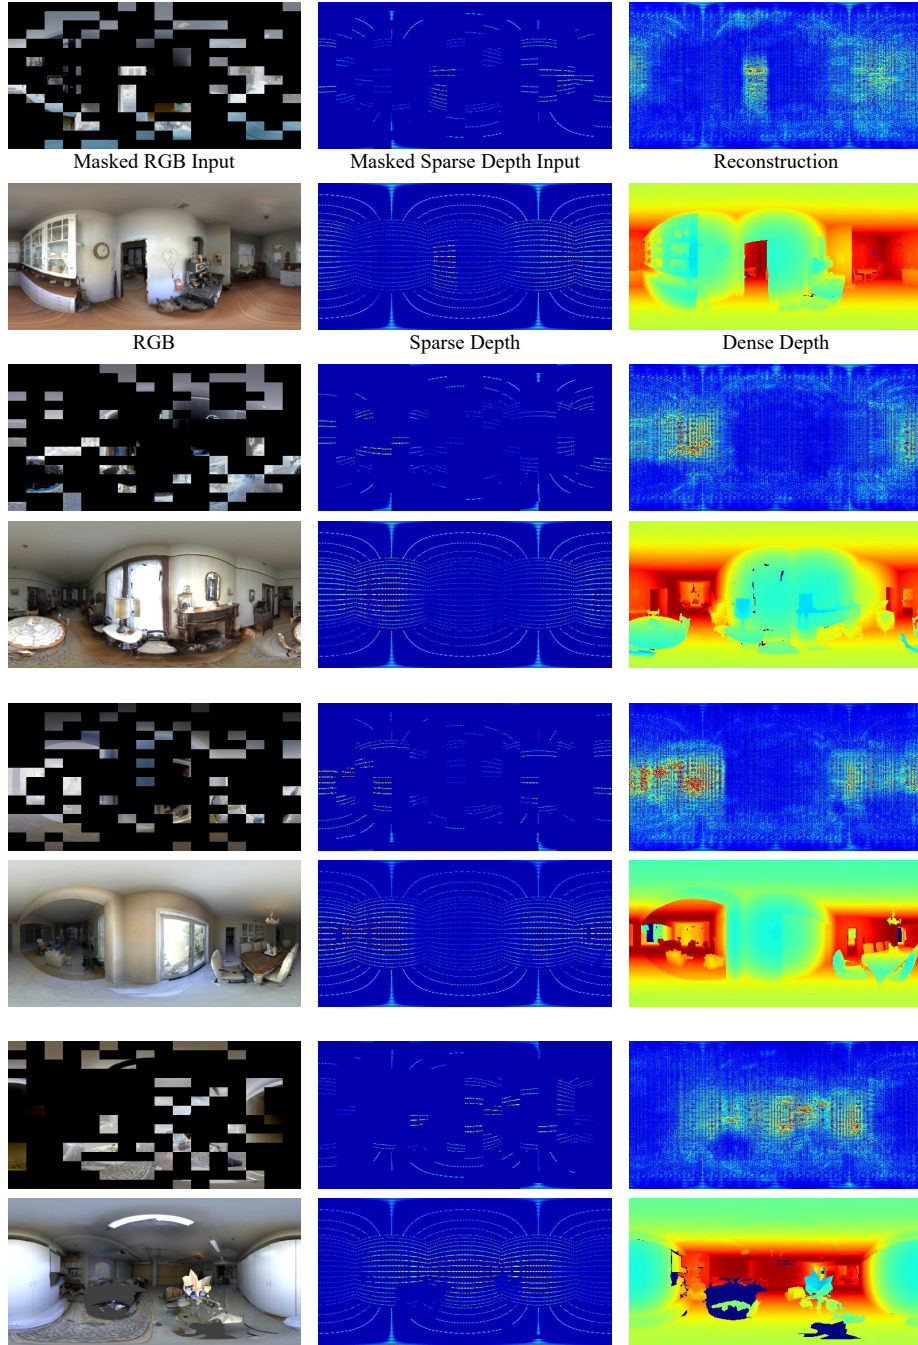 Masked RGB Input
Masked Sparse Depth Input
Reconstruction
RGB
Sparse Depth
Dense Depth